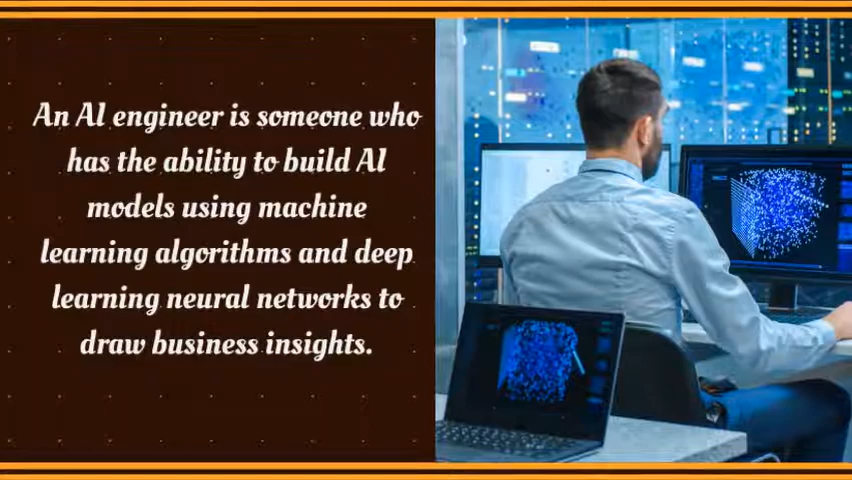 An AI engineer is someone who
has the ability to build AI
models using machine
learning algorithms and deep
learning neural networks to
draw business insights.